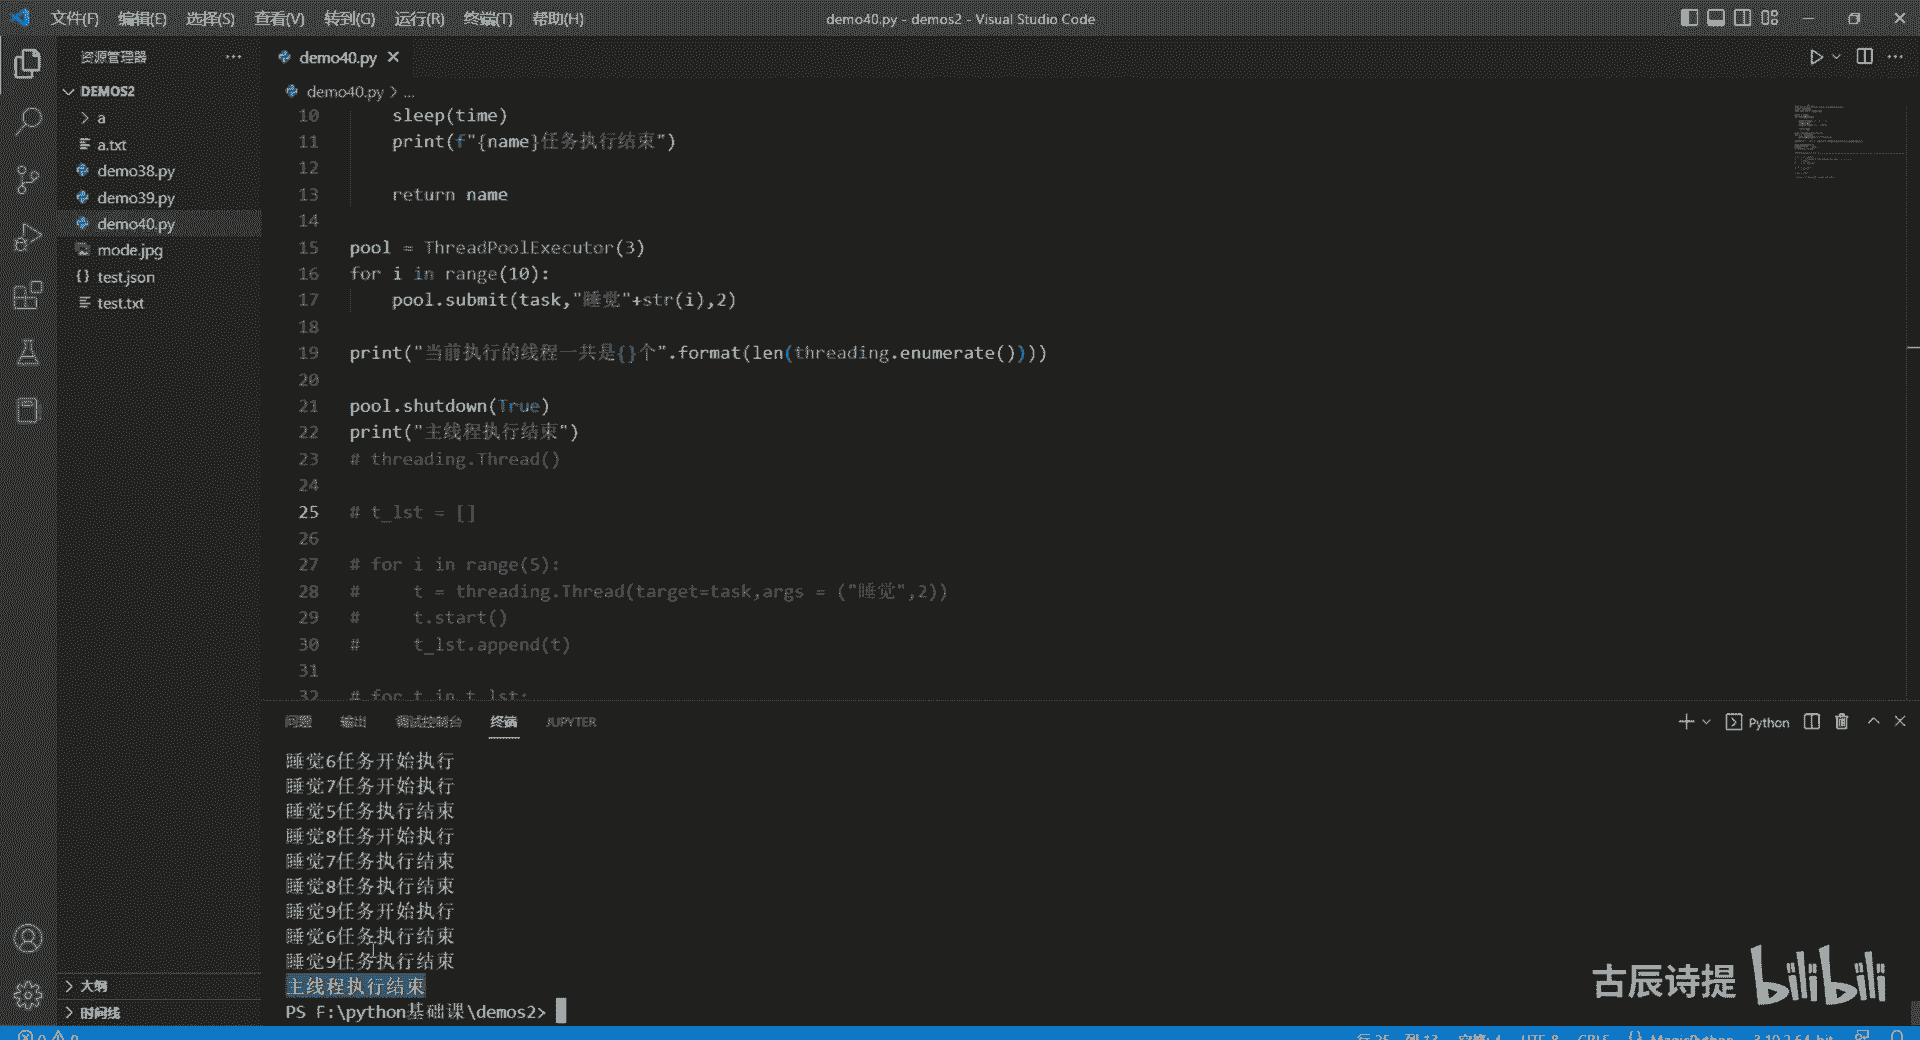 文件(F) 编辑(E) 选择(S) 查看(V) 转到(G) 运行(R) 终端(T) 帮助(H)
demo40.py - demos2 - Visual Studio Code
资源管理器
demo40.py
DEMOS2
demo40.py > ...
a
a.txt
demo38.py
demo39.py
demo40.py
mode.jpg
{} test.json
test.txt
10 sleep(time)
11 print(f"{name}任务执行结束")
12
13 return name
14
15 pool = ThreadPoolExecutor(3)
16 for i in range(10):
17 pool.submit(task,"睡觉"+str(i),2)
18
19 print("当前执行的线程一共是{}个".format(len(threading.enumerate())))
20
21 pool.shutdown(True)
22 print("主线程执行结束")
23 # threading.Thread()
24
25 # t_lst = []
26
27 # for i in range(5):
28 # t = threading.Thread(target=task,args = ("睡觉",2))
29 # t.start()
30 # t_lst.append(t)
31
32 # for t in t_lst:
问题 输出 调试控制台 终端 JUPYTER
Python
睡觉6任务开始执行
睡觉7任务开始执行
睡觉5任务执行结束
睡觉8任务开始执行
睡觉7任务执行结束
睡觉8任务执行结束
睡觉9任务开始执行
睡觉6任务执行结束
睡觉9任务执行结束
主线程执行结束
PS F:\python基础课\demos2>
大纲
时间线
古辰诗提 bilibili